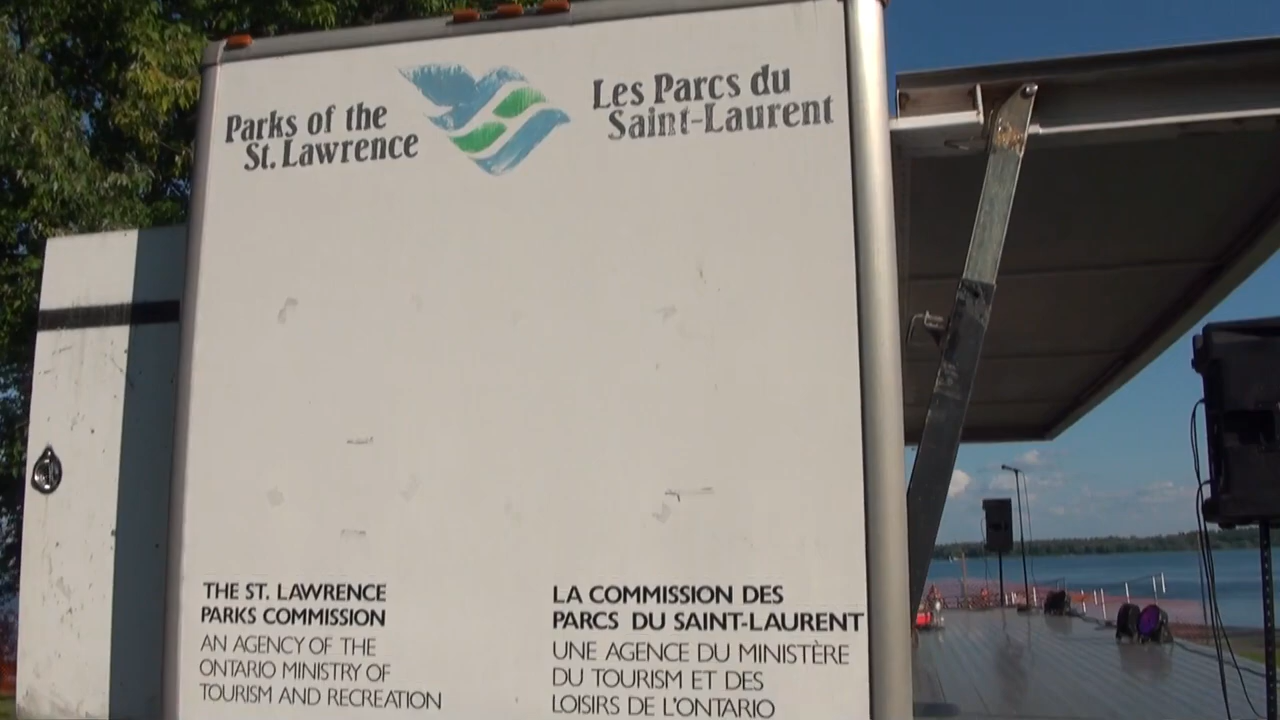 Parks of the
St. Lawrence
Les Parcs du
Saint-Laurent
THE ST. LAWRENCE
PARKS COMMISSION
AN AGENCY OF THE
ONTARIO MINISTRY OF
TOURISM AND RECREATION
LA COMMISSION DES
PARCS DU SAINT-LAURENT
UNE AGENCE DU MINISTÈRE
DU TOURISM ET DES
LOISIRS DE L'ONTARIO